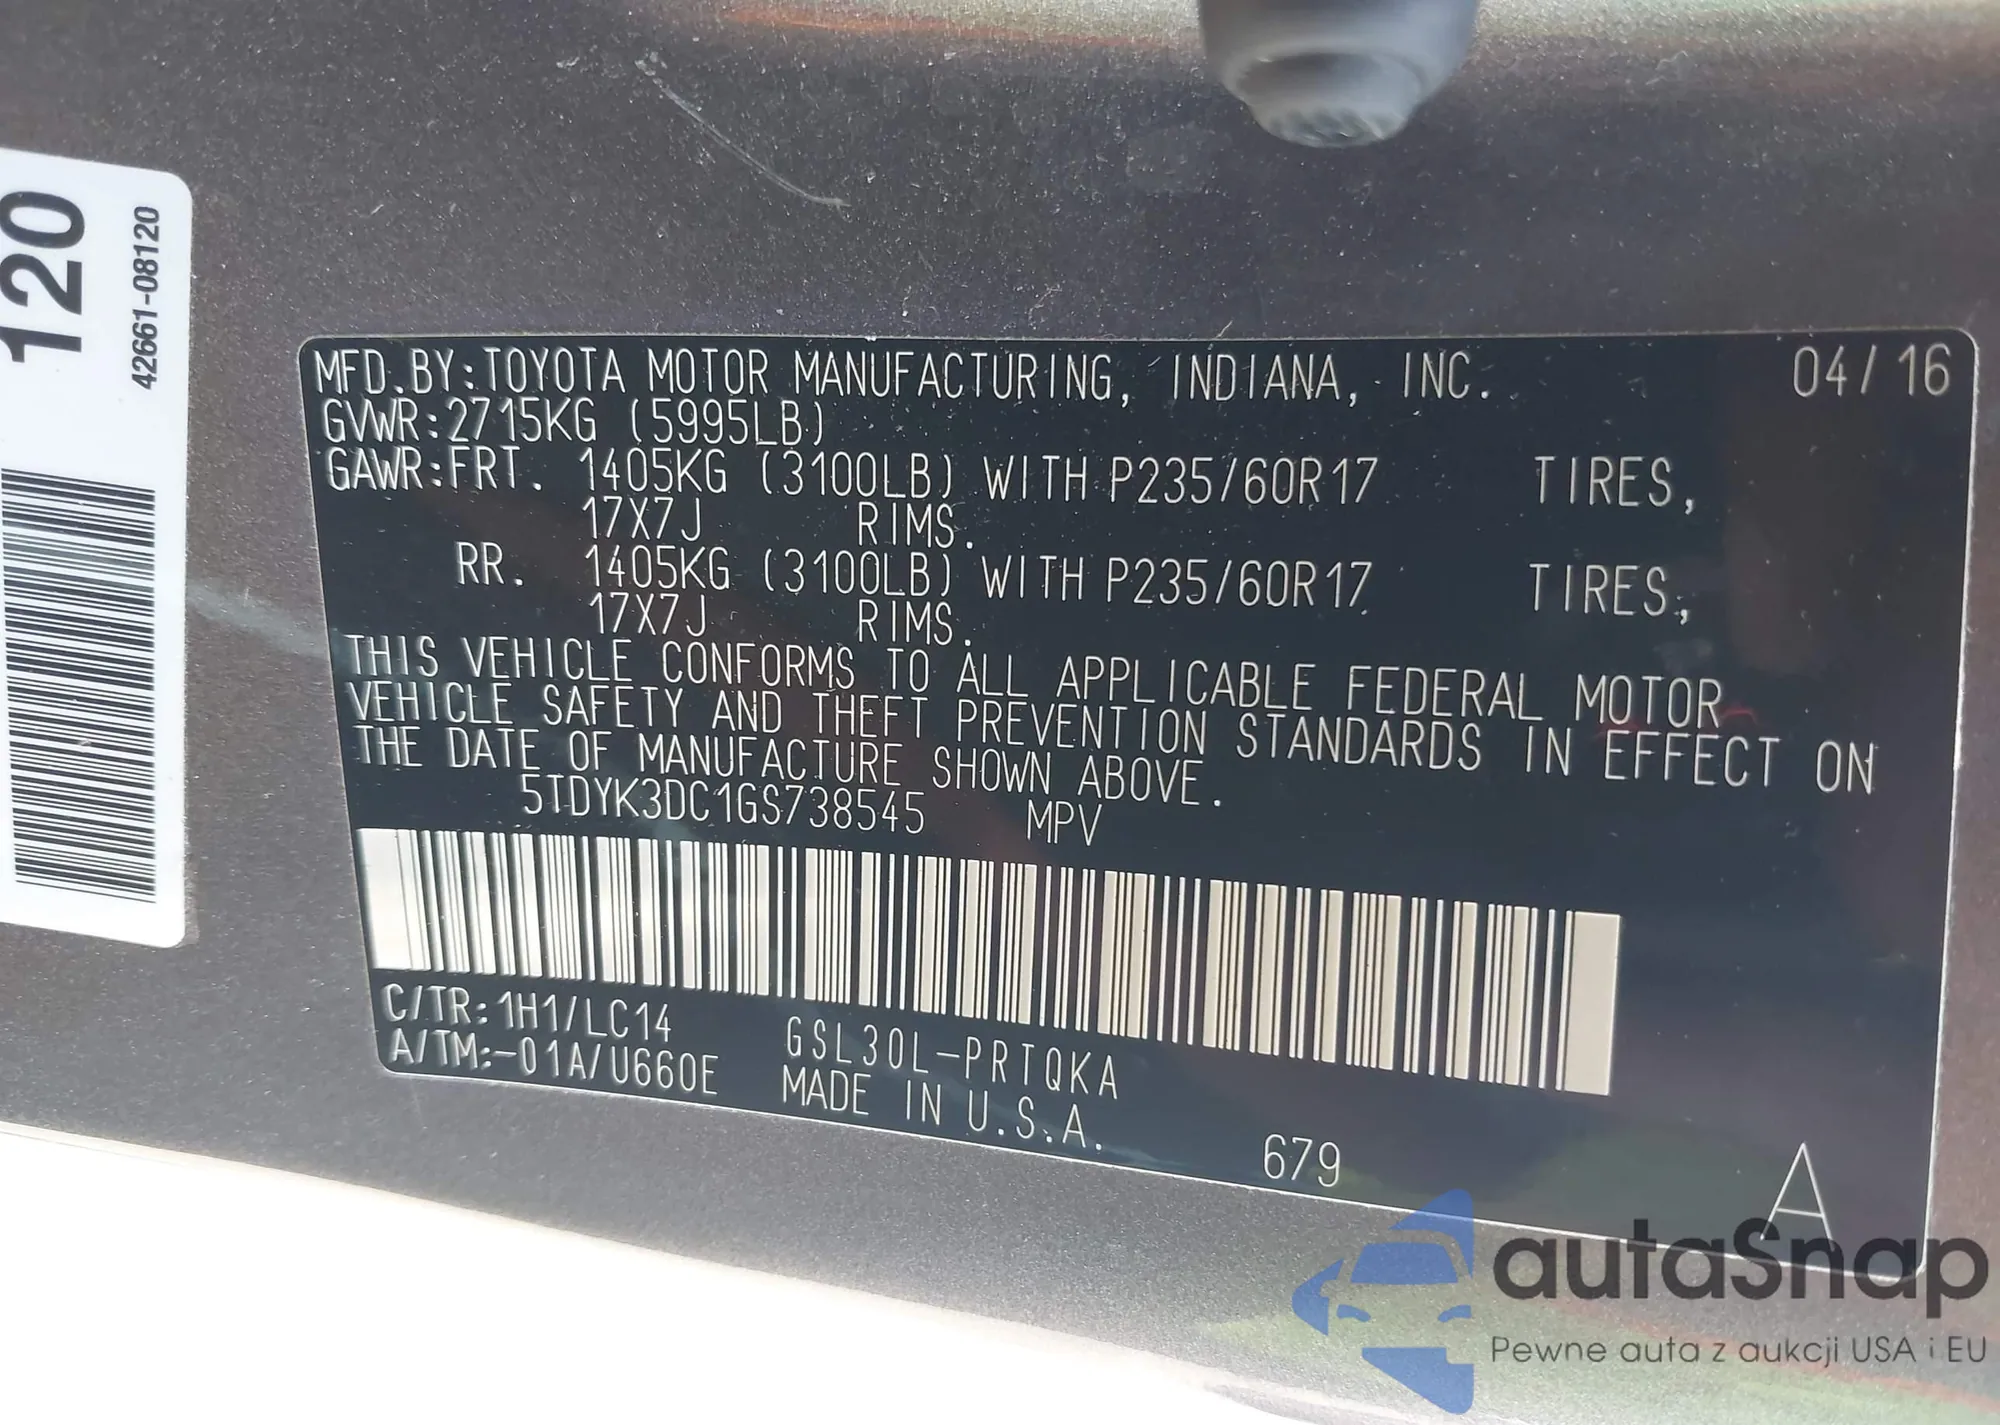 120
42661-08120
MFD.BY:TOYOTA MOTOR MANUFACTURING, INDIANA, INC. 04/16
GVWR:2715KG (5995LB)
GAWR:FRT. 1405KG (3100LB) WITH P235/60R17 TIRES,
17X7J RIMS.
RR. 1405KG (3100LB) WITH P235/60R17 TIRES,
17X7J RIMS.
THIS VEHICLE CONFORMS TO ALL APPLICABLE FEDERAL MOTOR
VEHICLE SAFETY AND THEFT PREVENTION STANDARDS IN EFFECT ON
THE DATE OF MANUFACTURE SHOWN ABOVE.
5TDYK3DC1GS738545 MPV
C/TR:1H1/LC14 GSL30L-PRTQKA
A/TM:-01A/U660E MADE IN U.S.A.
679
A
autoSnap
Pewne auta z aukcji USA i EU